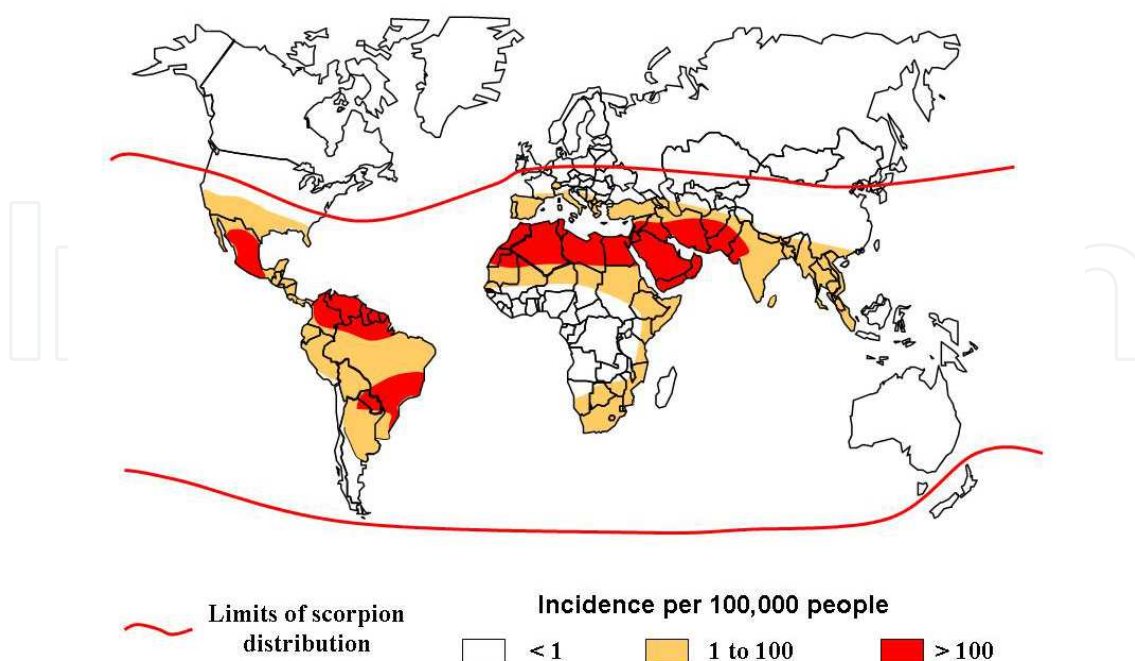 Limits of scorpion
distribution
Incidence per 100,000 people
< 1
1 to 100
> 100